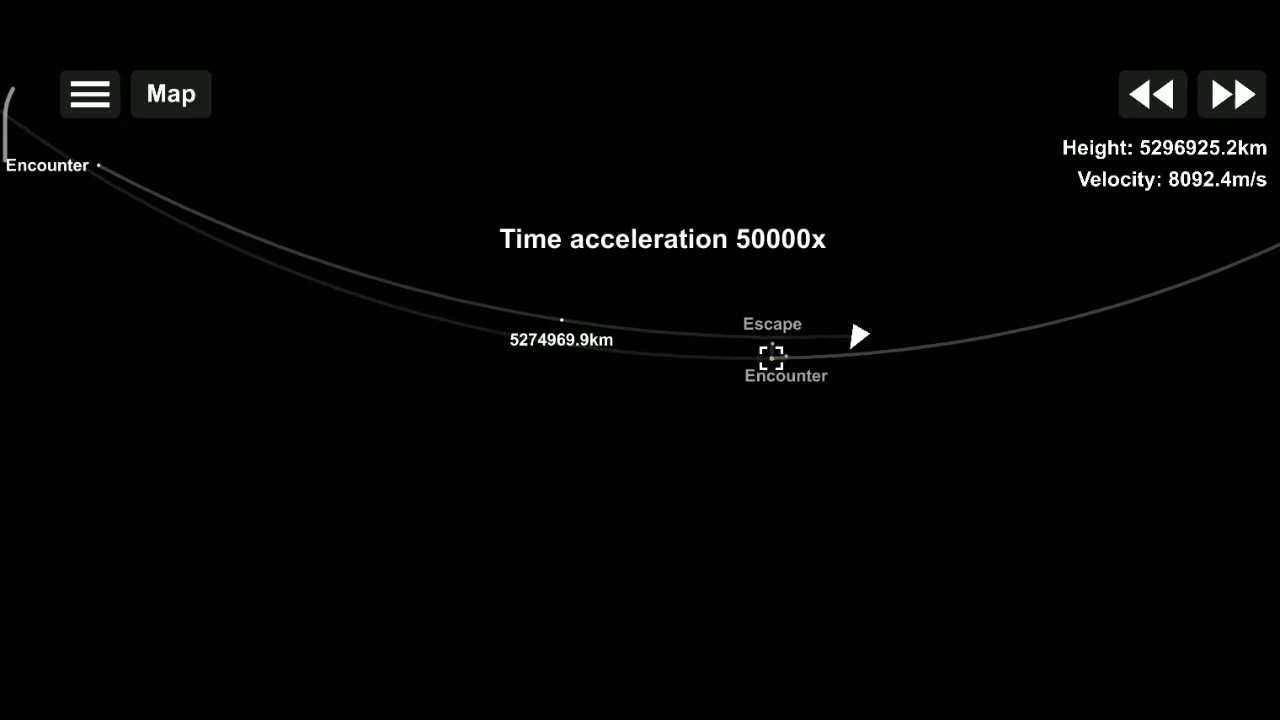 Map
Height: 5296925.2km
Encounter
Velocity: 8092.4m/s
Time acceleration 50000x
Escape
5274969.9km
Encounter